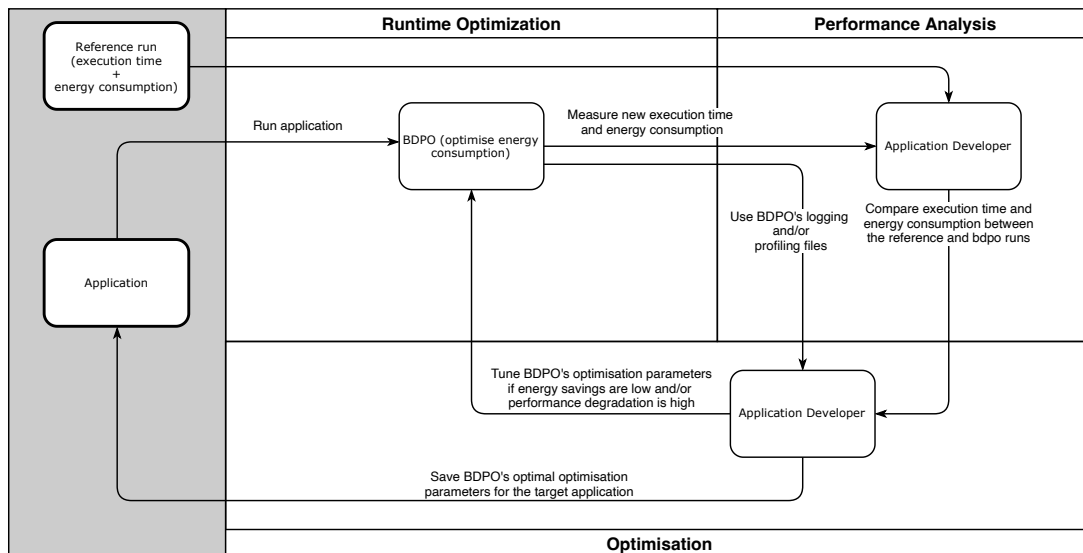 Runtime Optimization
Performance Analysis
Reference run
(execution time
+
energy consumption)
Run application
BDPO (optimise energy
consumption)
Measure new execution time
and energy consumption
Application Developer
Use BDPO's logging
and/or
profiling files
Compare execution time and
energy consumption between
the reference and bdpo runs
Application
Tune BDPO's optimisation parameters
if energy savings are low and/or
performance degradation is high
Application Developer
Save BDPO's optimal optimisation
parameters for the target application
Optimisation